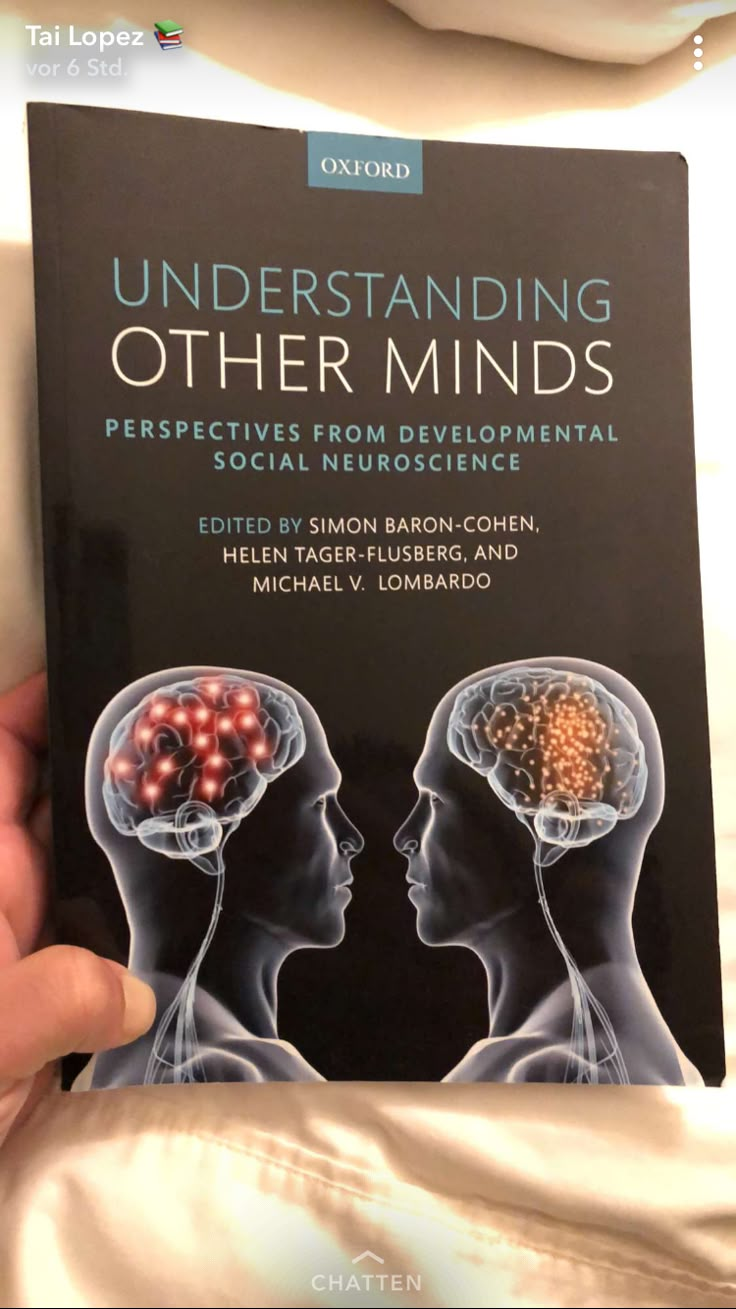 Tai Lopez 📚
vor 6 Std.
OXFORD
UNDERSTANDING
OTHER MINDS
PERSPECTIVES FROM DEVELOPMENTAL
SOCIAL NEUROSCIENCE
EDITED BY SIMON BARON-COHEN,
HELEN TAGER-FLUSBERG, AND
MICHAEL V. LOMBARDO
CHATTEN